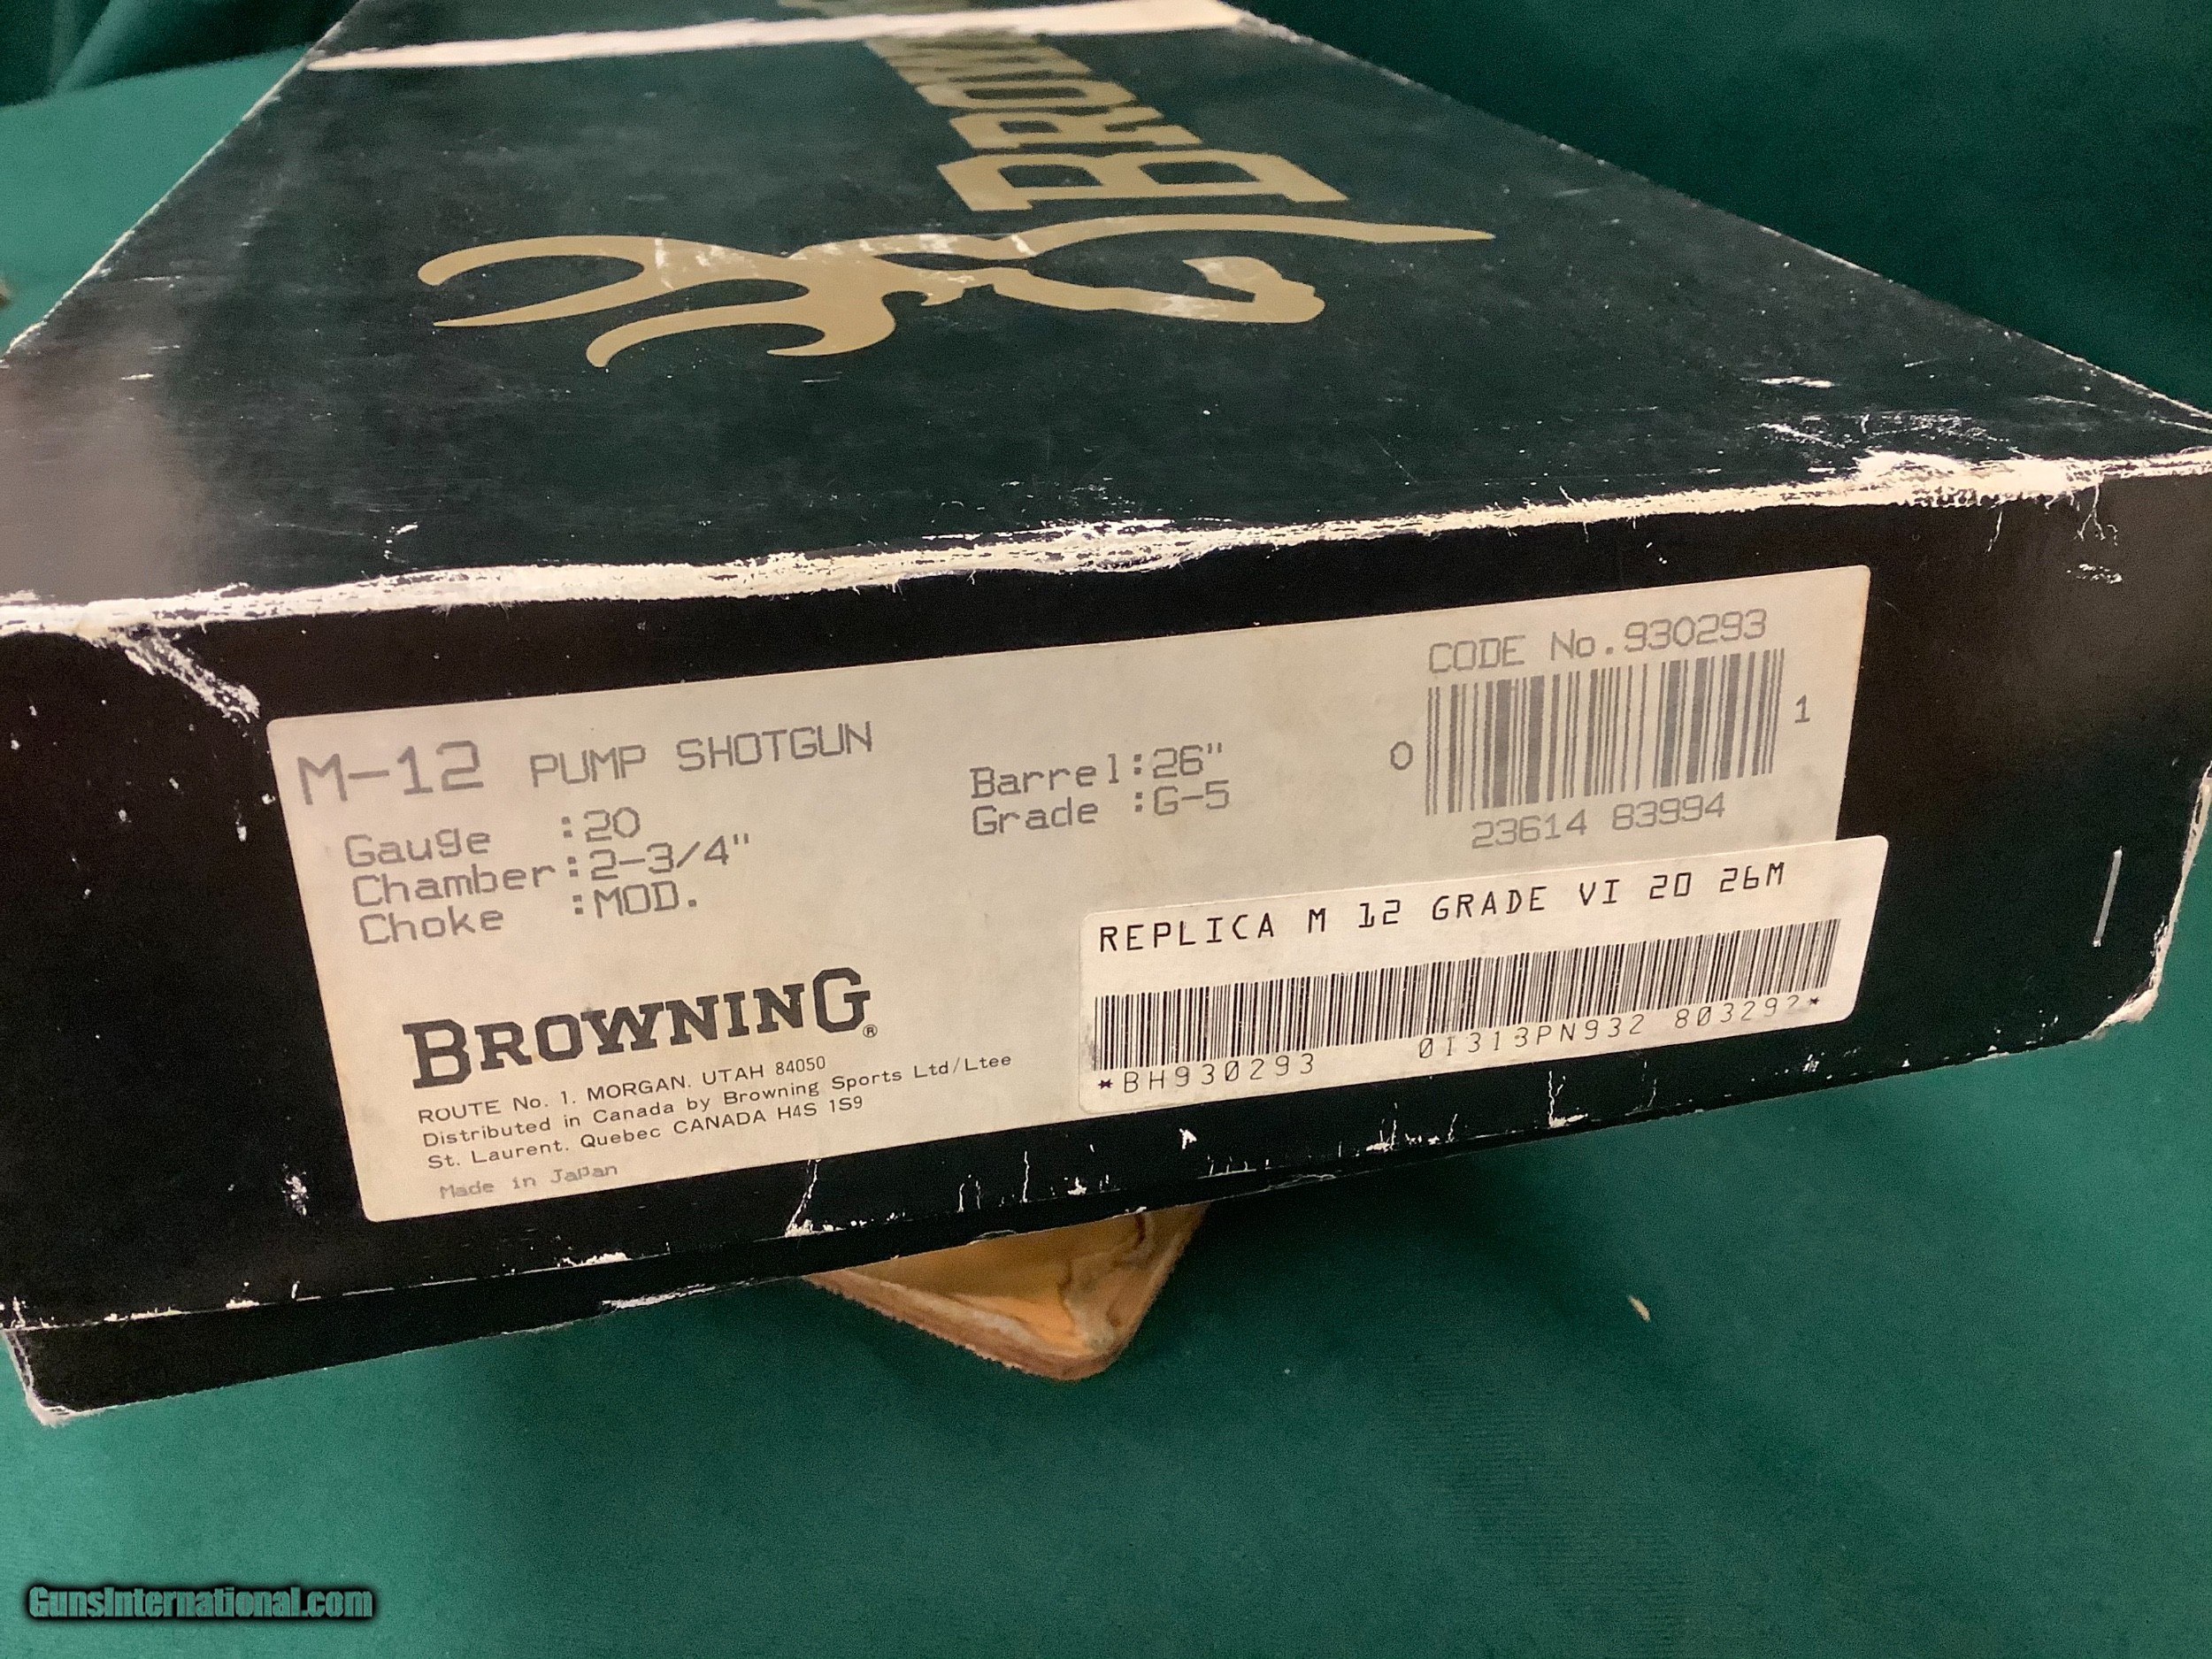 BROWN
M-12 PUMP SHOTGUN
Gauge :20
Chamber:2-3/4"
Choke :MOD.
Barrel:26"
Grade :G-5
CODE No.930293
0 1
23614 83994
REPLICA M 12 GRADE VI 20 26M
*BH930293 01313PN932 803292*
BROWNING®
ROUTE No. 1. MORGAN. UTAH 84050
Distributed in Canada by Browning Sports Ltd/Ltee
St. Laurent. Quebec CANADA H4S 1S9
Made in Japan
GunsInternational.com